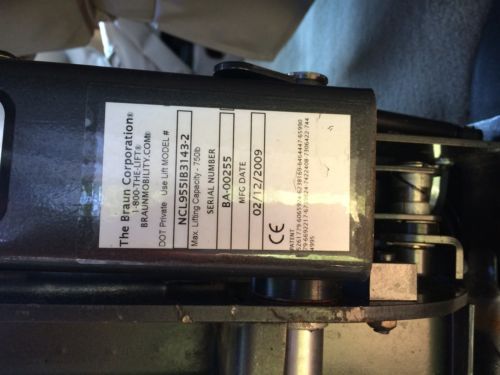 The Braun Corporation®
1-800-THE-LIFT®
BRAUNMOBILITY.COM®
DOT Private Use Lift MODEL#
NCL955IB3143-2
Max. Lifting Capacity - 750lb
SERIAL NUMBER
BA-00255
MFG DATE
02/12/2009
CE
PATENT